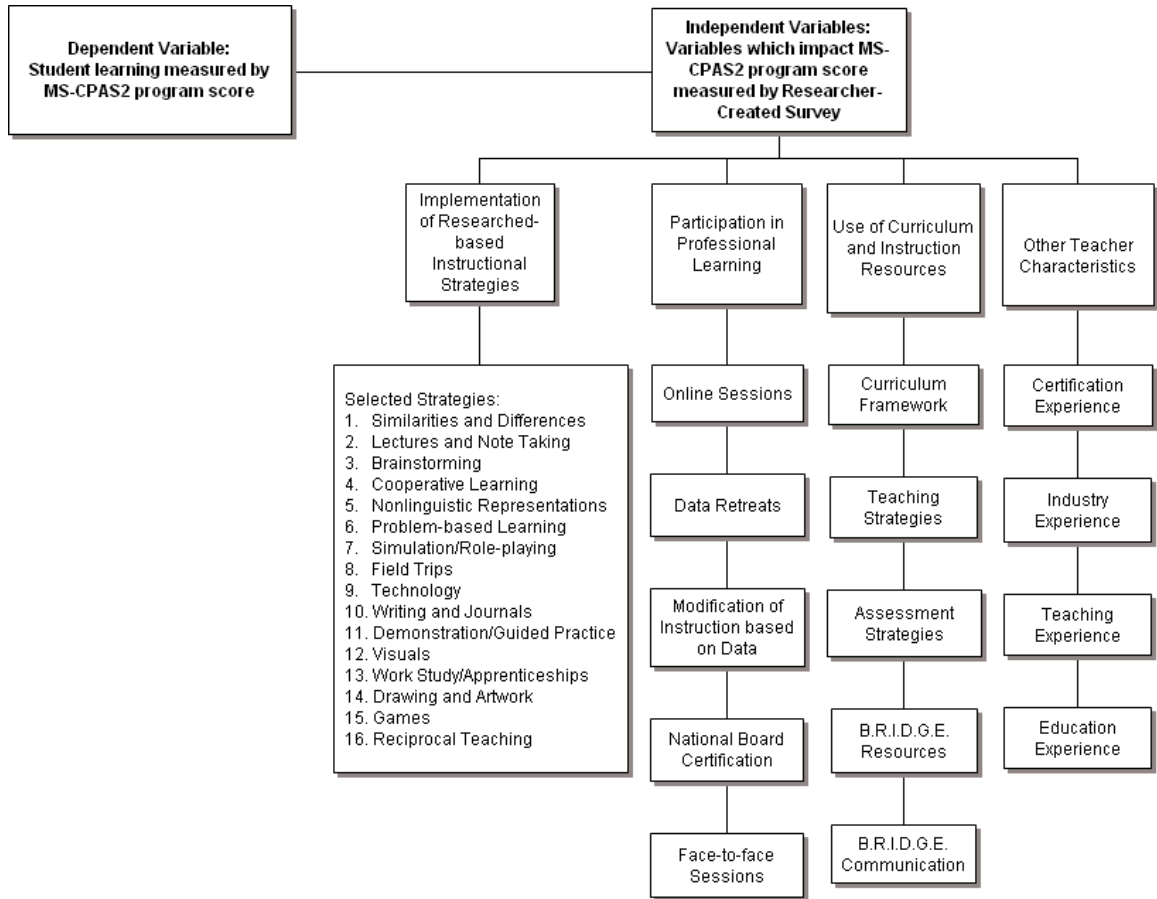 Dependent Variable:
Student learning measured by
MS-CPAS2 program score
Independent Variables:
Variables which impact MS-
CPAS2 program score
measured by Researcher-
Created Survey
Implementation
of Researched-
based
Instructional
Strategies
Selected Strategies:
1. Similarities and Differences
2. Lectures and Note Taking
3. Brainstorming
4. Cooperative Learning
5. Nonlinguistic Representations
6. Problem-based Learning
7. Simulation/Role-playing
8. Field Trips
9. Technology
10. Writing and Journals
11. Demonstration/Guided Practice
12. Visuals
13. Work Study/Apprenticeships
14. Drawing and Artwork
15. Games
16. Reciprocal Teaching
Participation in
Professional
Learning
Online Sessions
Data Retreats
Modification of
Instruction based
on Data
National Board
Certification
Face-to-face
Sessions
Use of Curriculum
and Instruction
Resources
Curriculum
Framework
Teaching
Strategies
Assessment
Strategies
B.R.I.D.G.E.
Resources
B.R.I.D.G.E.
Communication
Other Teacher
Characteristics
Certification
Experience
Industry
Experience
Teaching
Experience
Education
Experience